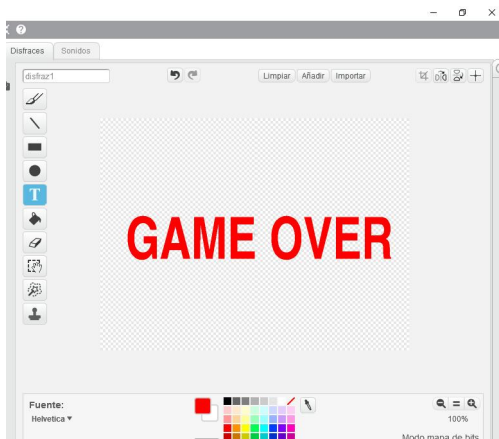 Disfraces Sonidos
disfraz1
Limpiar Añadir Importar
T
GAME OVER
Fuente:
Helvetica
100%
Modo mapa de bits